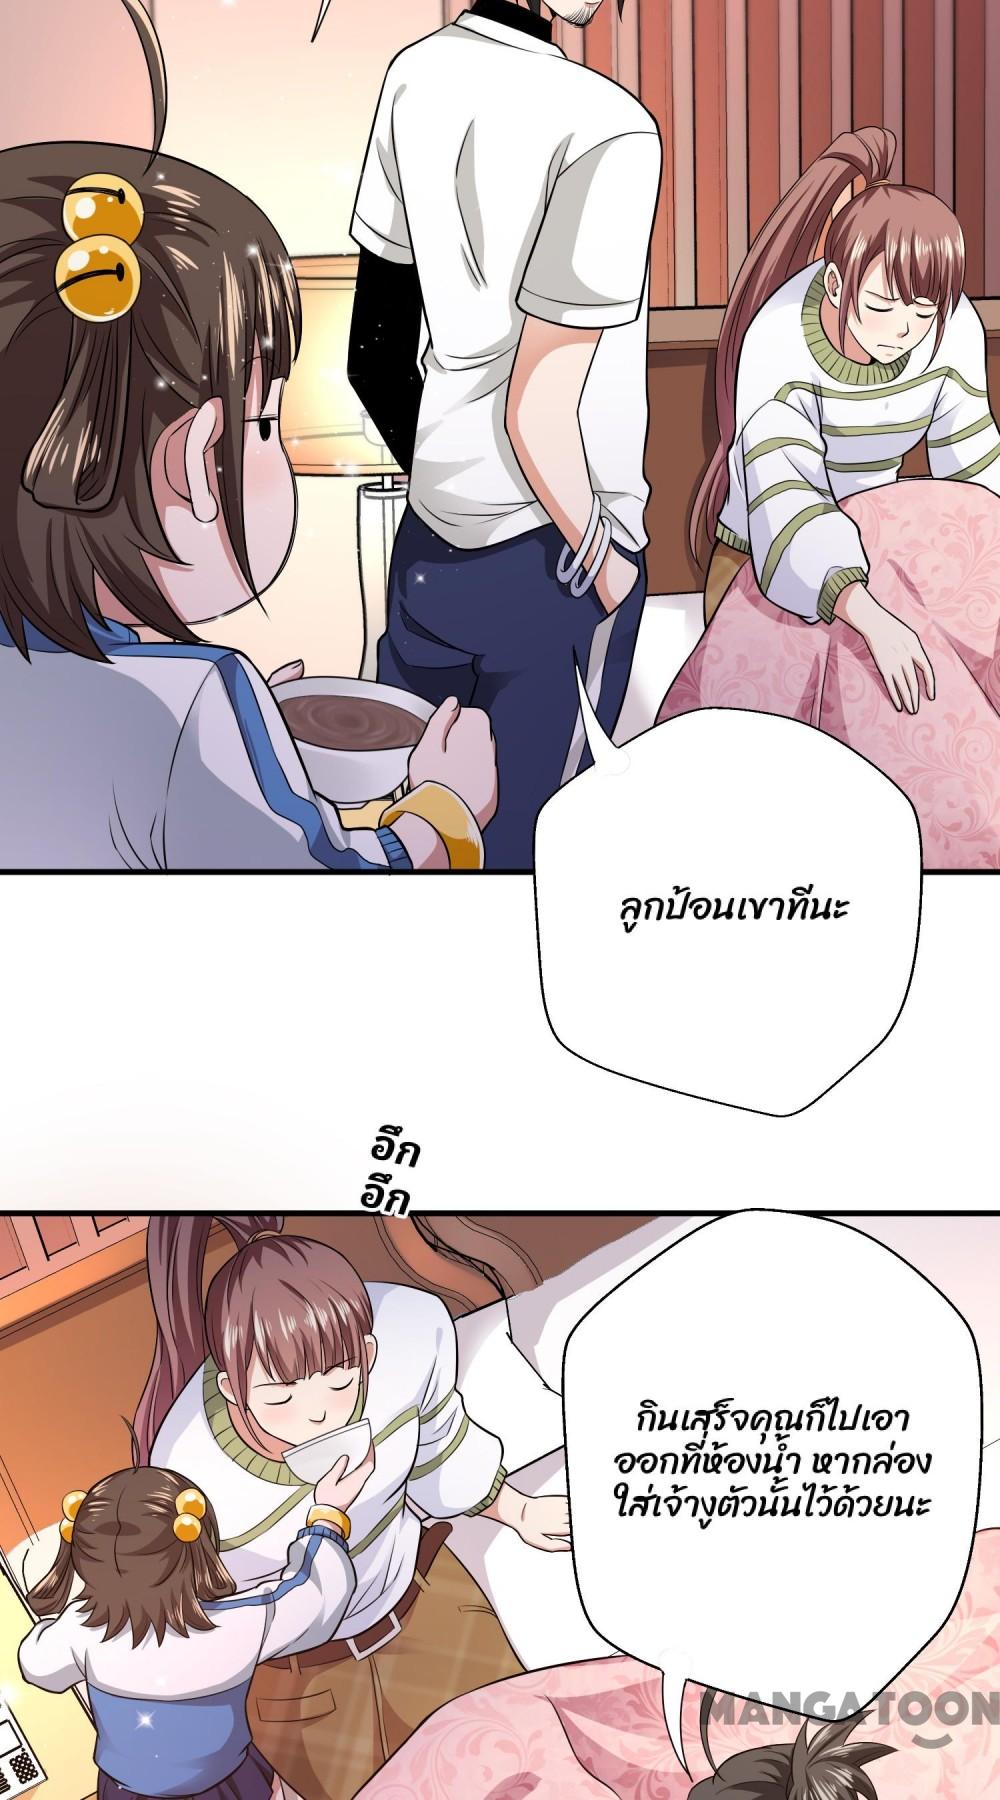 ลูกป้อนเขาทีนะ
อึก
อึก
กินเสร็จคุณก็ไปเอา
ออกที่ห้องน้ำ หากล่อง
ใส่เจ้างูตัวนั้นไว้ด้วยนะ
MANGATOON